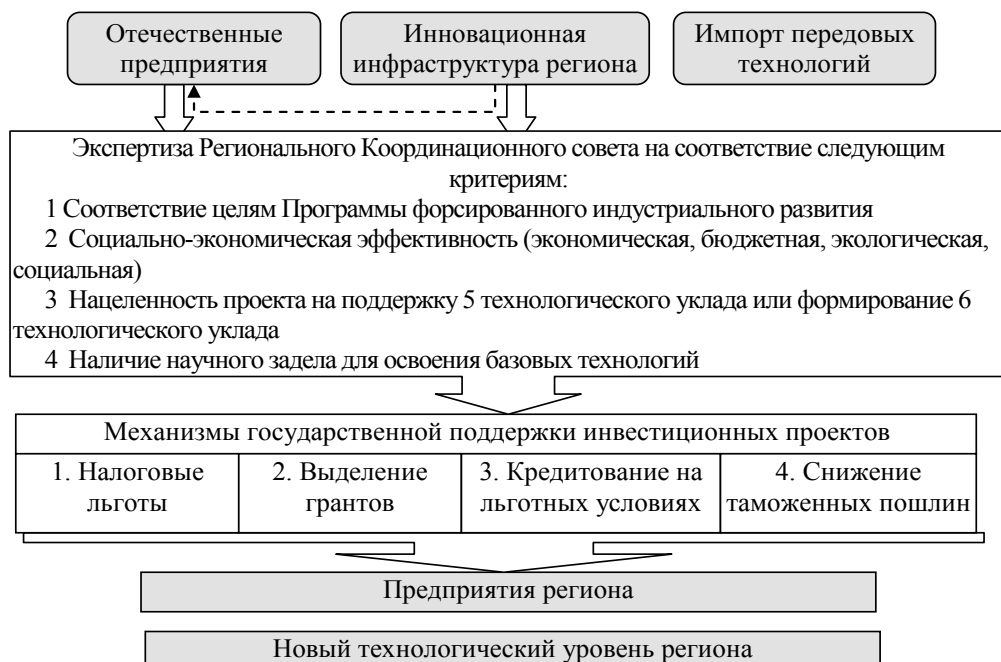 Отечественные
предприятия
Инновационная
инфраструктура региона
Импорт передовых
технологий
Экспертиза Регионального Координационного совета на соответствие следующим
критериям:
1 Соответствие целям Программы форсированного индустриального развития
2 Социально-экономическая эффективность (экономическая, бюджетная, экологическая,
социальная)
3 Нацеленность проекта на поддержку 5 технологического уклада или формирование 6
технологического уклада
4 Наличие научного задела для освоения базовых технологий
Механизмы государственной поддержки инвестиционных проектов
1. Налоговые
льготы
2. Выделение
грантов
3. Кредитование на
льготных условиях
4. Снижение
таможенных пошлин
Предприятия региона
Новый технологический уровень региона